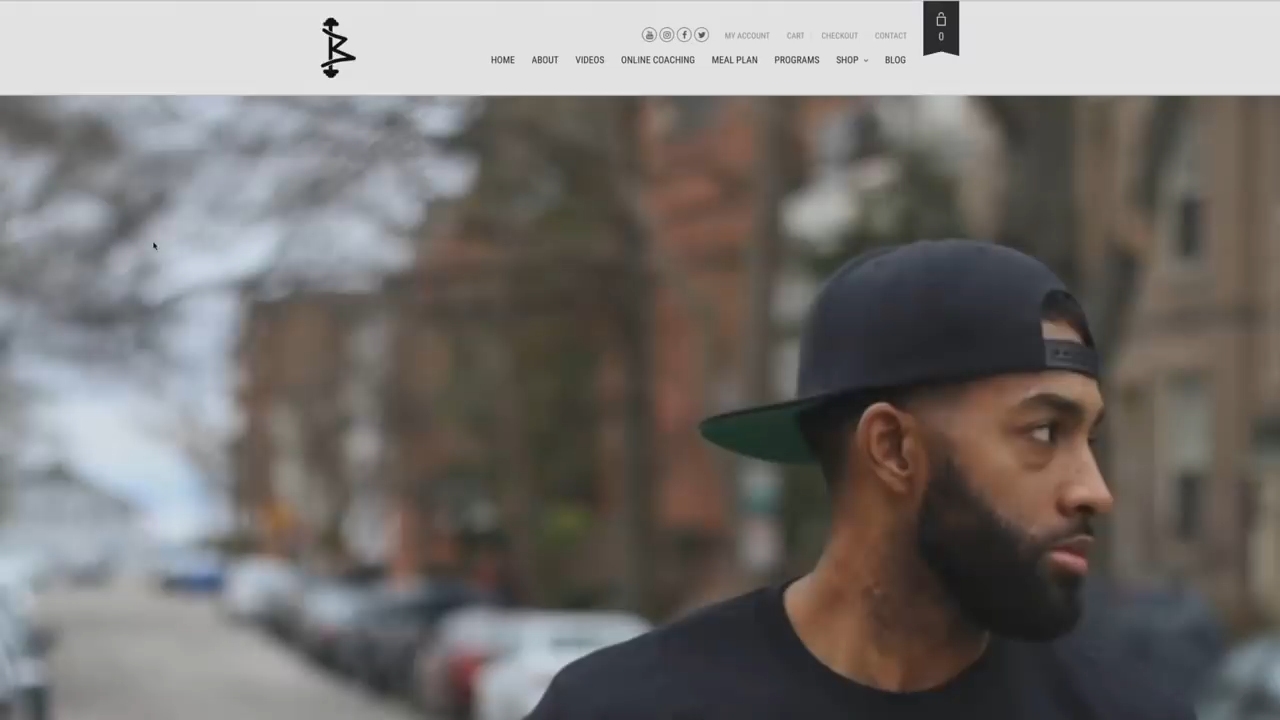 MY ACCOUNT CART CHECKOUT CONTACT
0
HOME ABOUT VIDEOS ONLINE COACHING MEAL PLAN PROGRAMS SHOP BLOG